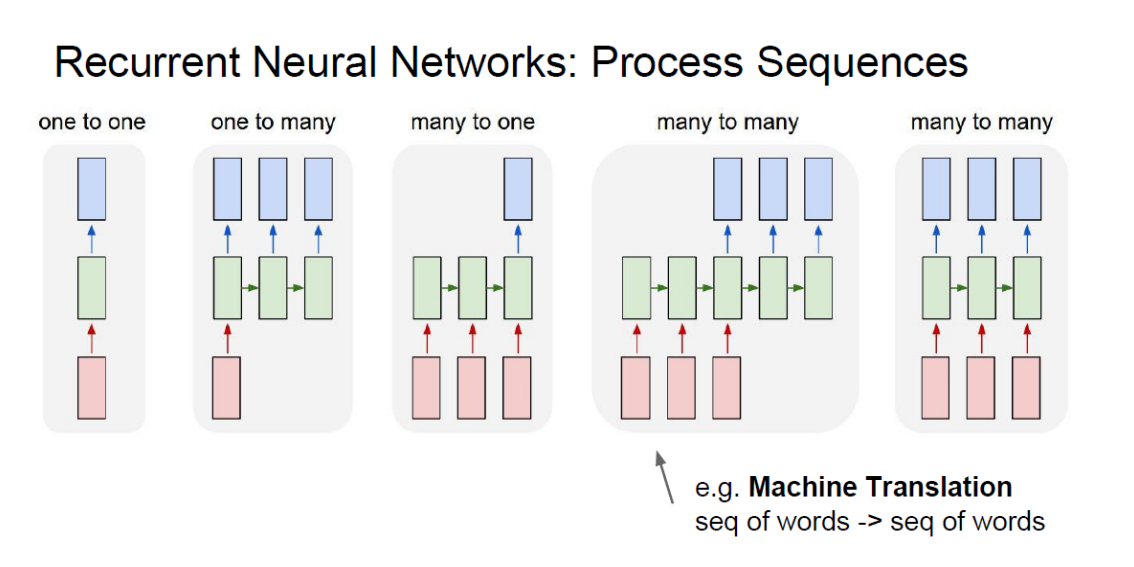 Recurrent Neural Networks: Process Sequences
one to one
one to many
many to one
many to many
many to many
e.g. Machine Translation
seq of words -> seq of words